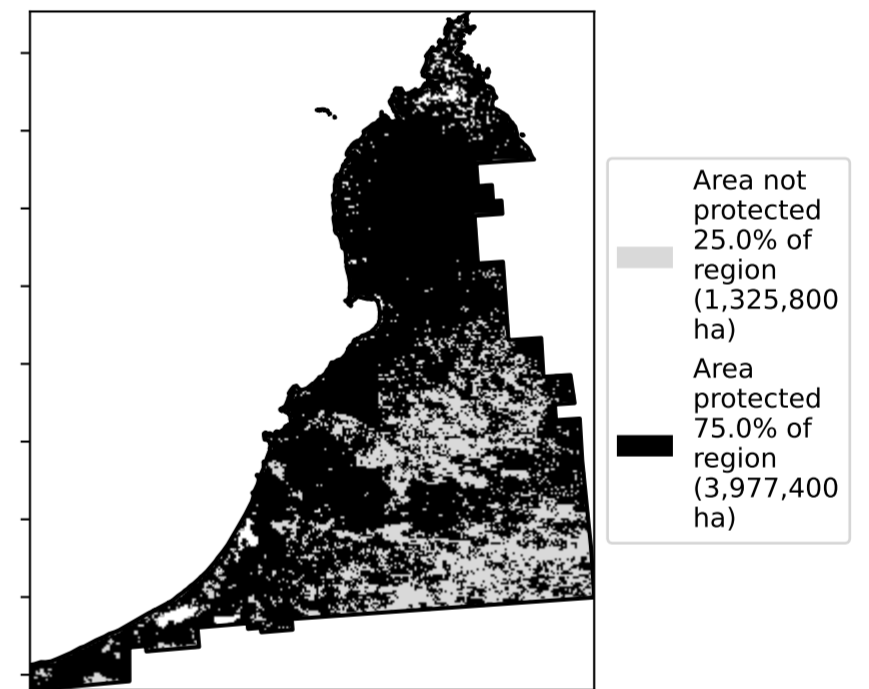 Area not
protected
25.0% of
region
(1,325,800
ha)
Area
protected
75.0% of
region
(3,977,400
ha)